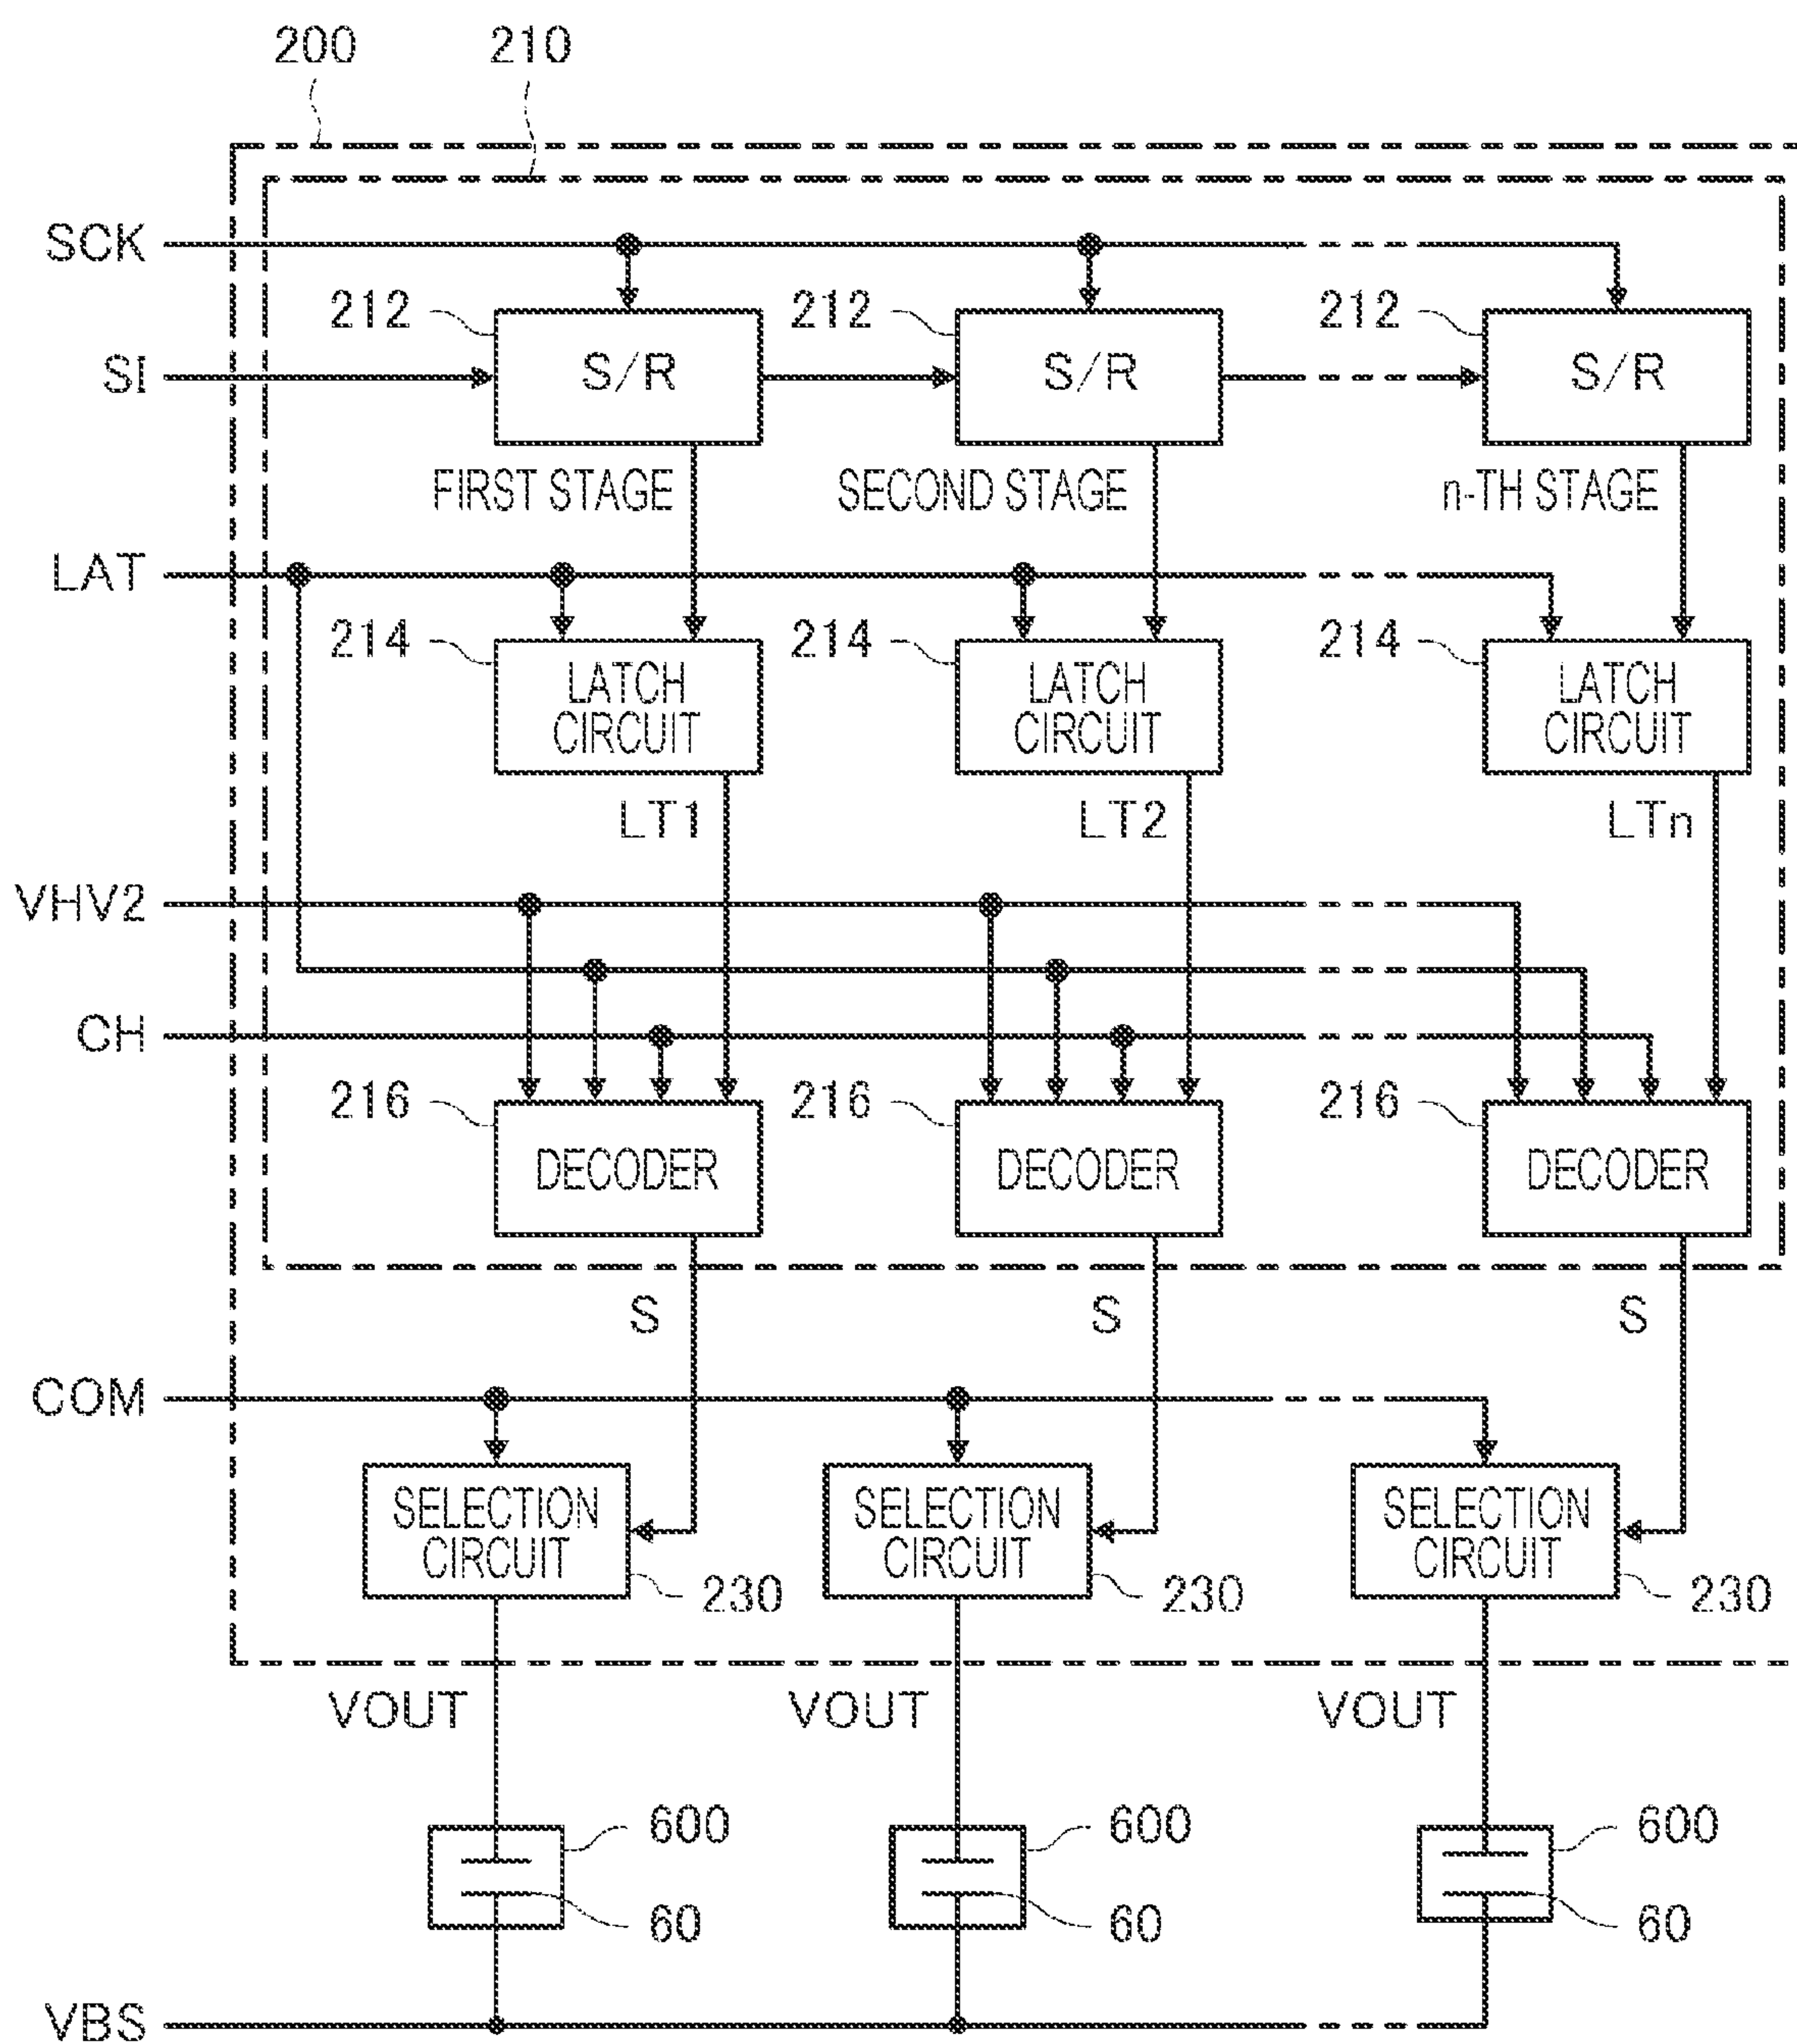 200 210
SCK
212 212 212
SI S/R S/R S/R
FIRST STAGE SECOND STAGE n-TH STAGE
LAT
214 214 214
LATCH LATCH LATCH
CIRCUIT CIRCUIT CIRCUIT
LT1 LT2 LTn
VHV2
CH
216 216 216
DECODER DECODER DECODER
S S S
COM
SELECTION SELECTION SELECTION
CIRCUIT CIRCUIT CIRCUIT
230 230 230
VOUT VOUT VOUT
600 600 600
60 60 60
VBS